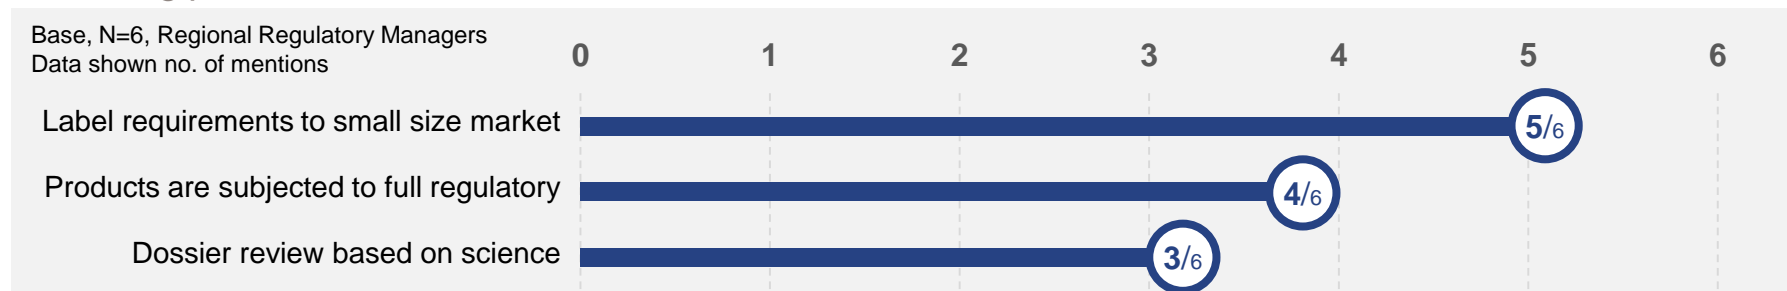 Base, N=6, Regional Regulatory Managers
Data shown no. of mentions
0 1 2 3 4 5 6
Label requirements to small size market 5/6
Products are subjected to full regulatory 4/6
Dossier review based on science 3/6